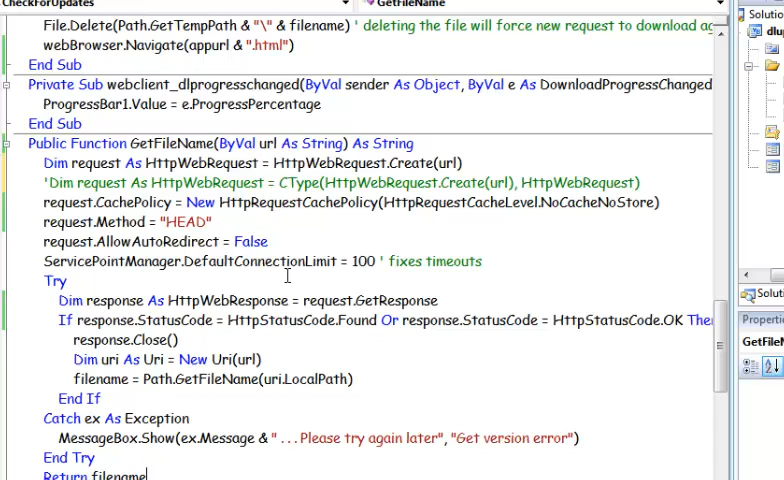 CheckForUpdates
GetFileName
File.Delete(Path.GetTempPath & "\" & filename) ' deleting the file will force new request to download ag
webBrowser.Navigate(appurl & ".html")
End Sub
Private Sub webclient_dlprogresschanged(ByVal sender As Object, ByVal e As DownloadProgressChanged
ProgressBar1.Value = e.ProgressPercentage
End Sub
Public Function GetFileName(ByVal url As String) As String
Dim request As HttpWebRequest = HttpWebRequest.Create(url)
'Dim request As HttpWebRequest = CType(HttpWebRequest.Create(url), HttpWebRequest)
request.CachePolicy = New HttpRequestCachePolicy(HttpRequestCacheLevel.NoCacheNoStore)
request.Method = "HEAD"
request.AllowAutoRedirect = False
ServicePointManager.DefaultConnectionLimit = 100 ' fixes timeouts
Try
Dim response As HttpWebResponse = request.GetResponse
If response.StatusCode = HttpStatusCode.Found Or response.StatusCode = HttpStatusCode.OK Then
response.Close()
Dim uri As Uri = New Uri(url)
filename = Path.GetFileName(uri.LocalPath)
End If
Catch ex As Exception
MessageBox.Show(ex.Message & " . . . Please try again later", "Get version error")
End Try
Return filename
Solution
dlup
Soluti
Properti
GetFileN